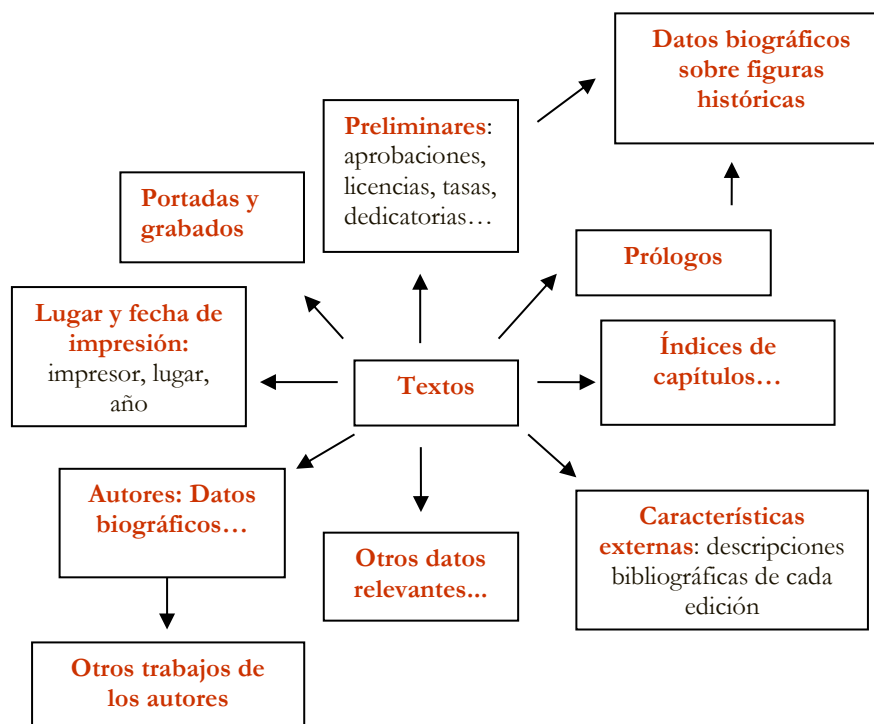 Datos biográficos
sobre figuras
históricas
Preliminares:
aprobaciones,
licencias, tasas,
dedicatorias…
Portadas y
grabados
Prólogos
Lugar y fecha de
impresión:
impresor, lugar,
año
Índices de
capítulos…
Textos
Autores: Datos
biográficos…
Características
externas: descripciones
bibliográficas de cada
edición
Otros datos
relevantes...
Otros trabajos de
los autores